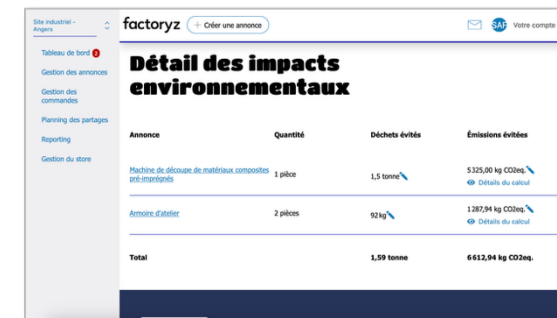 Site industriel -
Angers
factoryz
+ Créer une annonce
SAF
Votre compte
Tableau de bord 2
Gestion des annonces
Gestion des
commandes
Planning des partages
Reporting
Gestion du store
Détail des impacts
environnementaux
Annonce Quantité Déchets évités Émissions évitées
Machine de découpe de matériaux composites
pré-imprégnés
1 pièce
1,5 tonne
5 325,00 kg CO2eq.
Détails du calcul
Armoire d'atelier
2 pièces
92 kg
1 287,94 kg CO2eq.
Détails du calcul
Total 1,59 tonne 6 612,94 kg CO2eq.